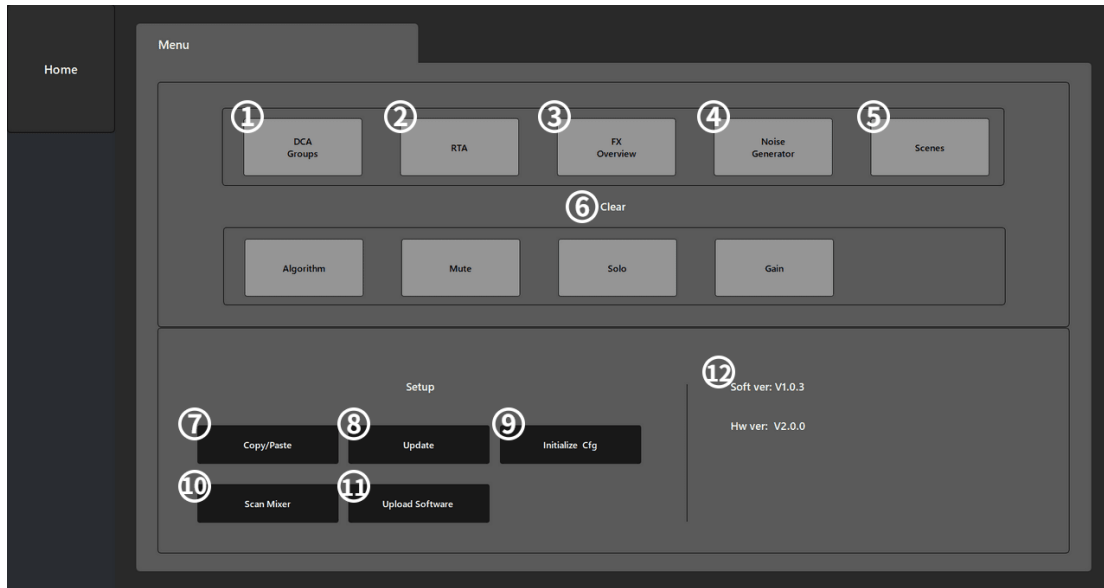 Menu
Home
① ② ③ ④ ⑤
DCA
Groups
RTA
FX
Overview
Noise
Generator
Scenes
⑥ Clear
Algorithm
Mute
Solo
Gain
⑫ Soft ver: V1.0.3
Setup
Hw ver: V2.0.0
⑦ Copy/Paste
⑧ Update
⑨ Initialize Cfg
⑩ Scan Mixer
⑪ Upload Software